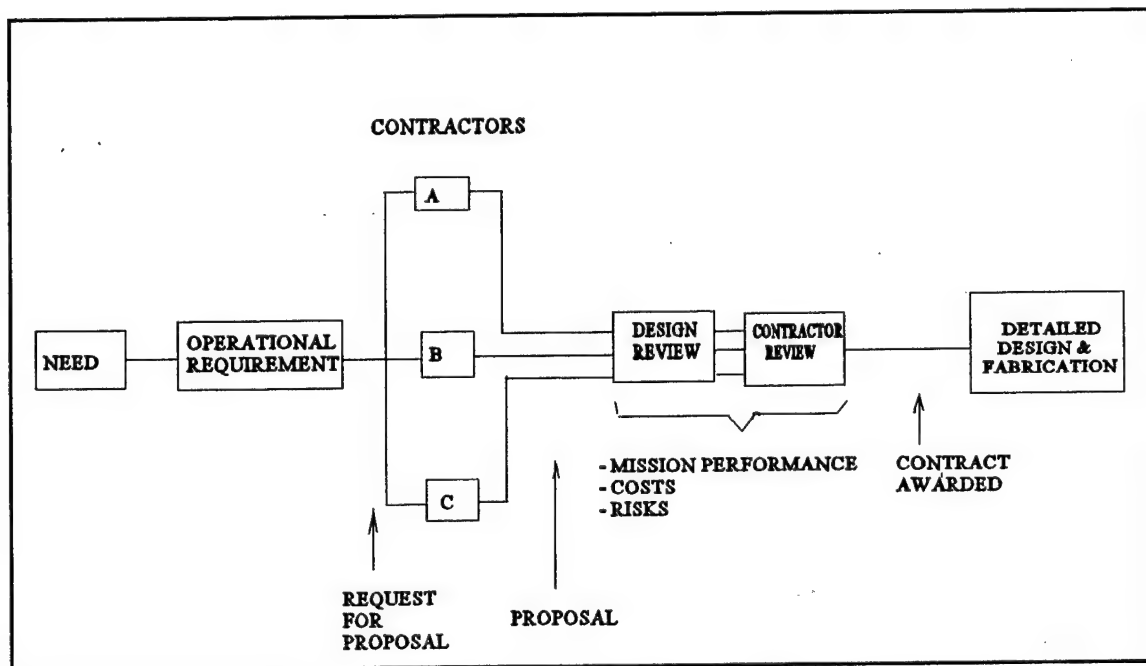 CONTRACTORS
A
NEED
OPERATIONAL
REQUIREMENT
B
C
DESIGN
REVIEW
CONTRACTOR
REVIEW
DETAILED
DESIGN &
FABRICATION
- MISSION PERFORMANCE
- COSTS
- RISKS
CONTRACT
AWARDED
REQUEST
FOR
PROPOSAL
PROPOSAL